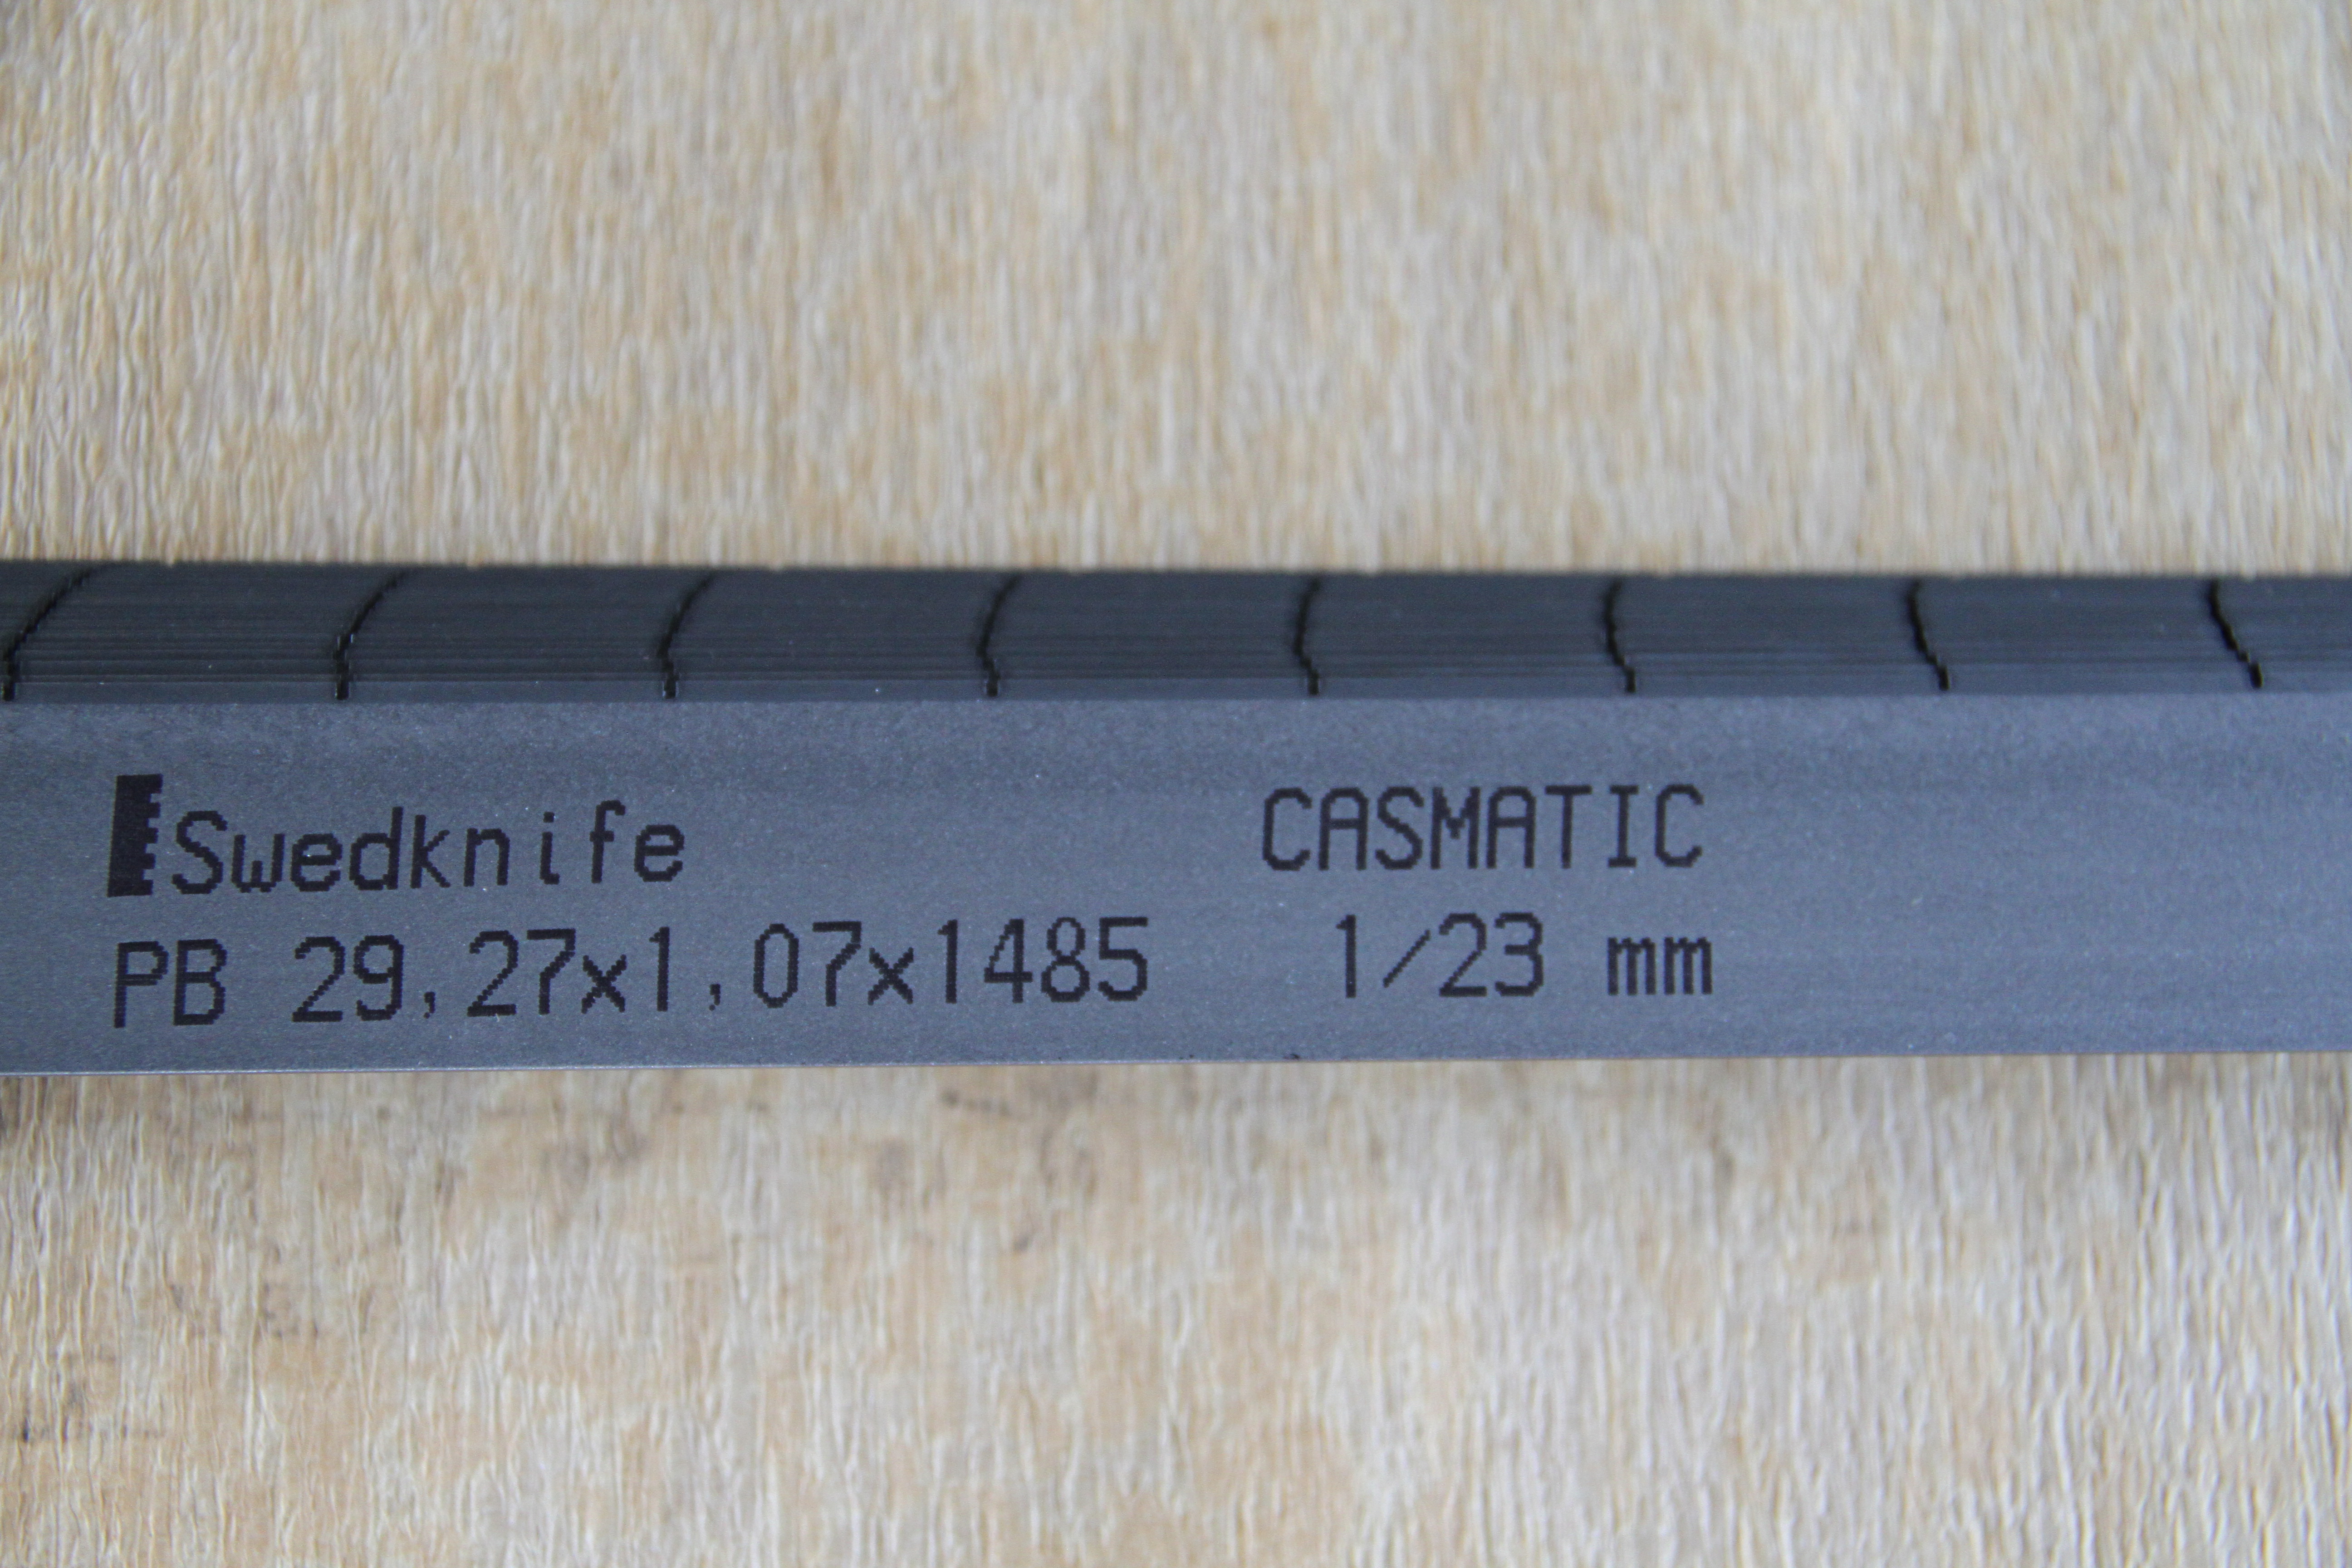 Swedknife CASMATIC
PB 29,27x1,07x1485 1/23 mm